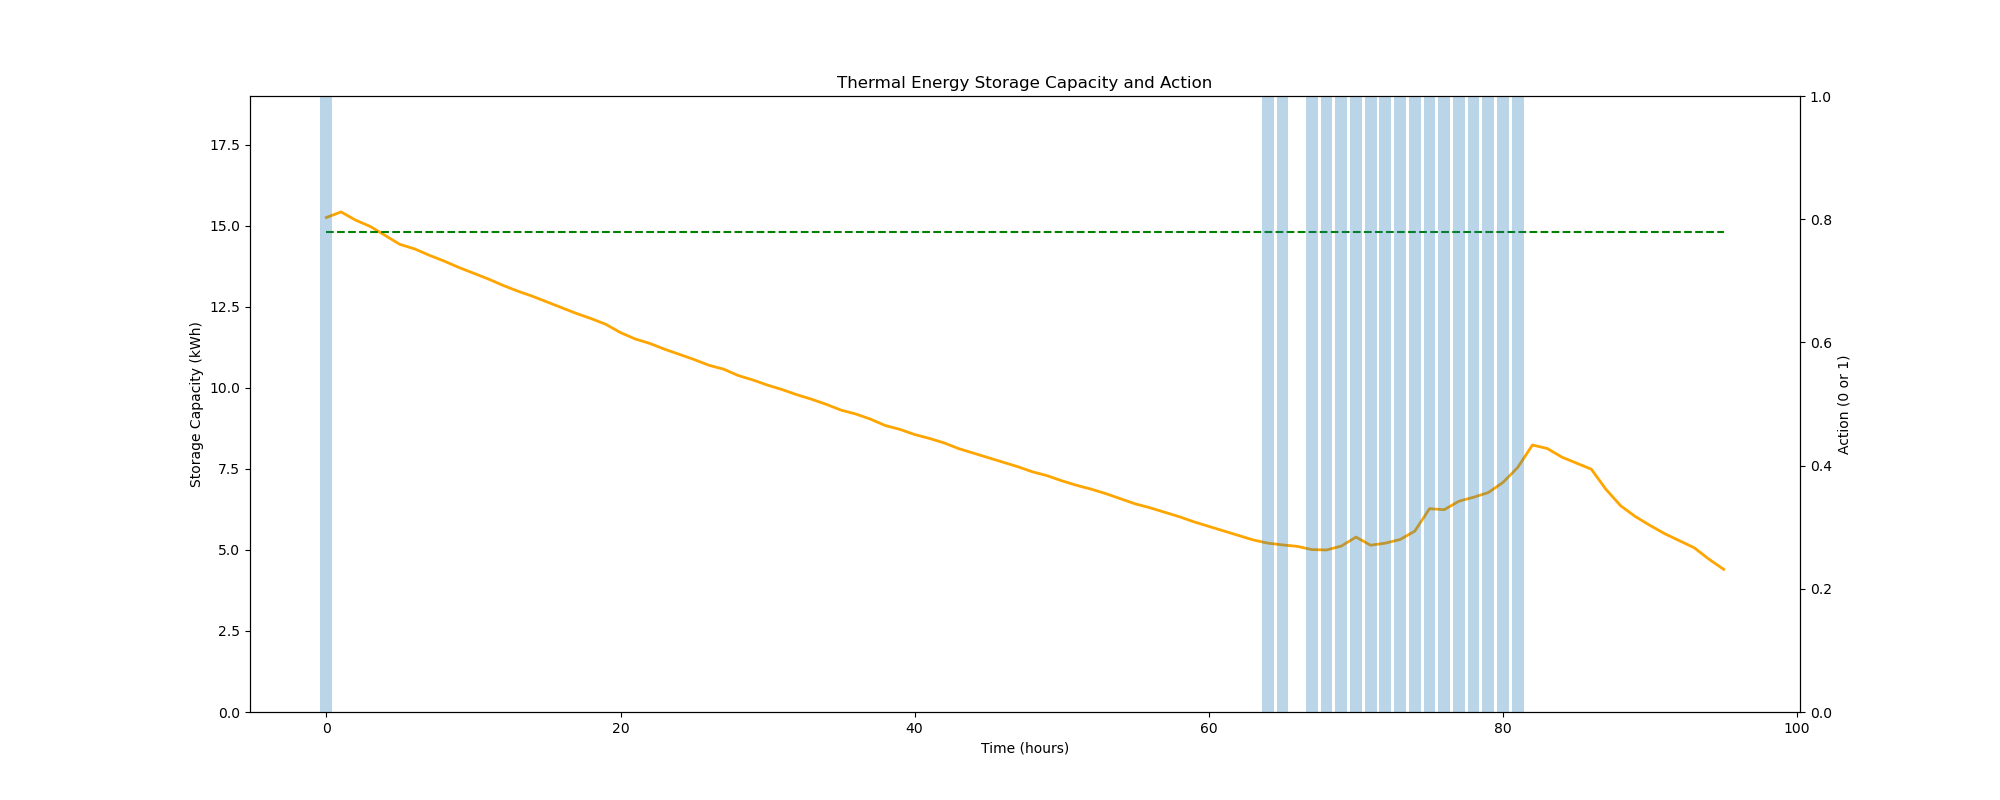 Thermal Energy Storage Capacity and Action
17.5
15.0
12.5
10.0
7.5
5.0
2.5
0.0
Storage Capacity (kWh)
1.0
0.8
0.6
0.4
0.2
0.0
Action (0 or 1)
0 20 40 60 80 100
Time (hours)